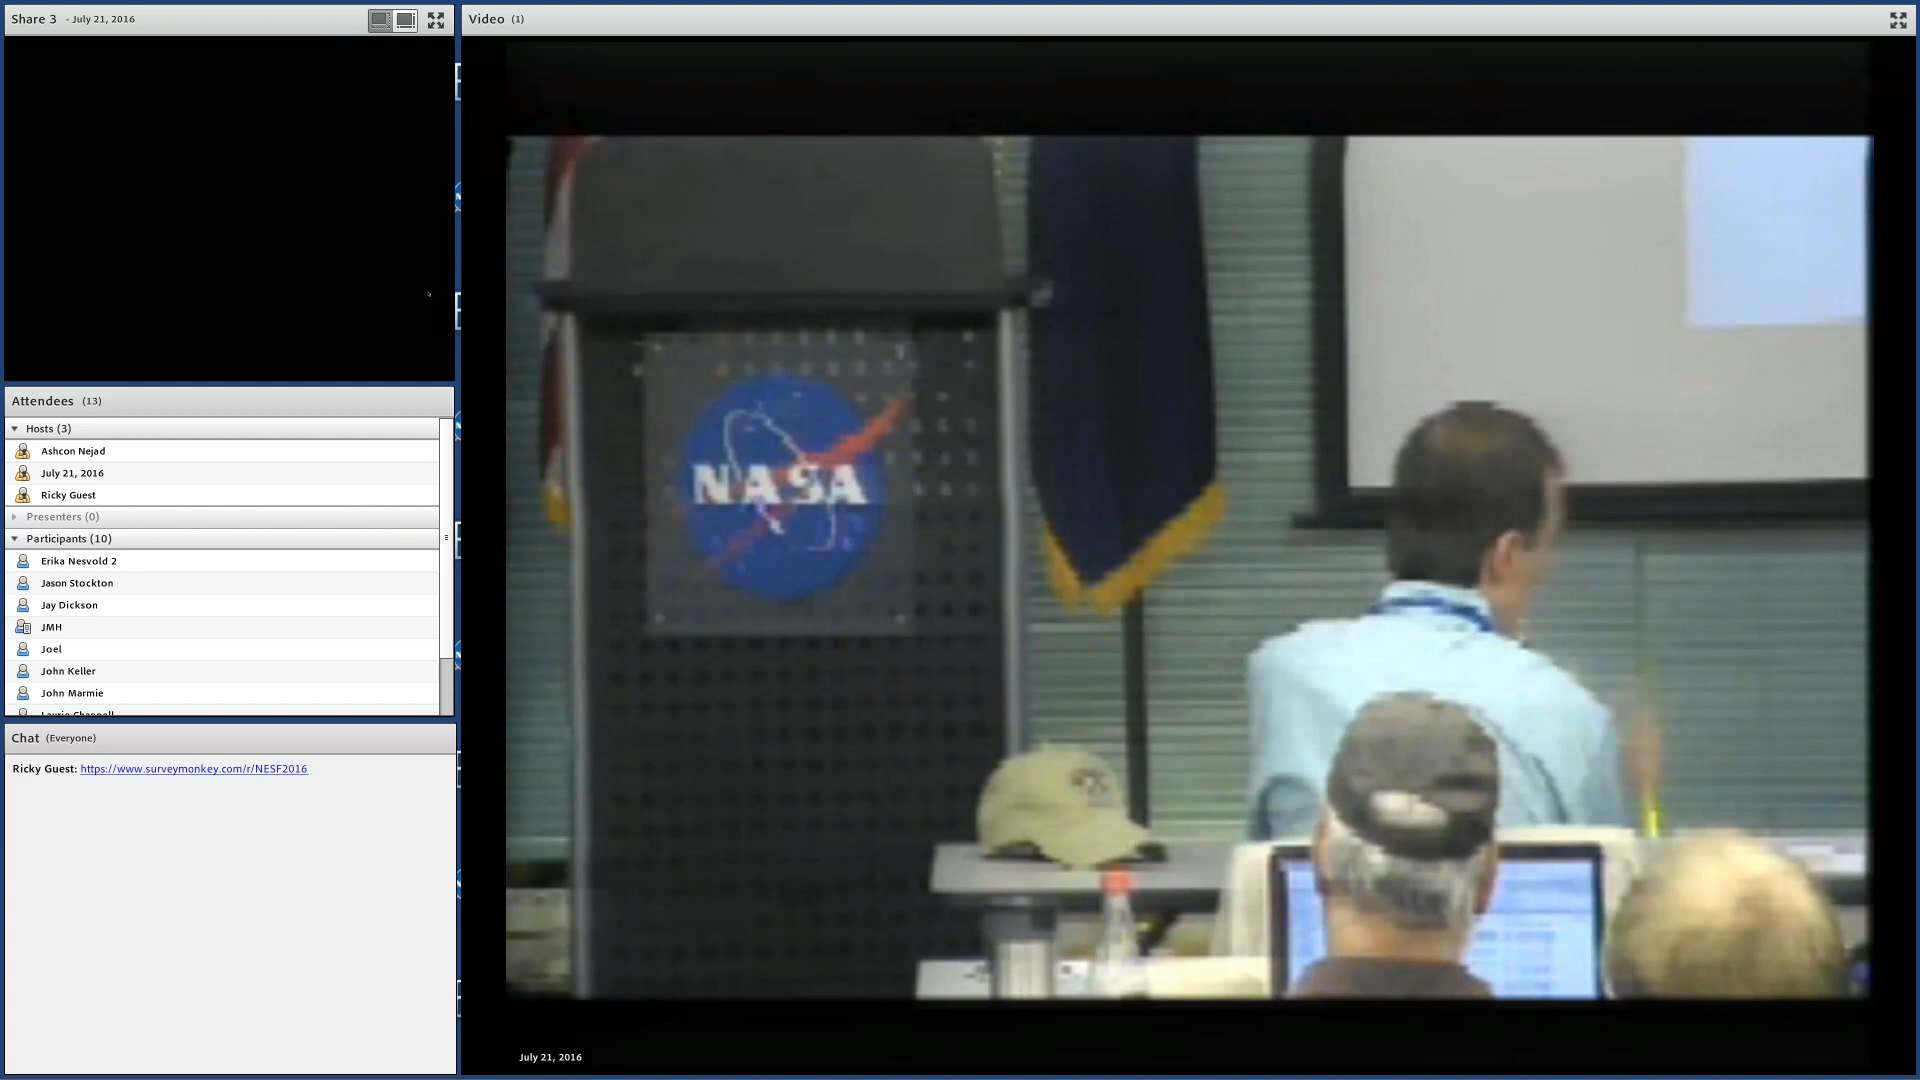 Share 3 - July 21, 2016
Video (1)
NASA
Attendees (13)
Hosts (3)
Ashcon Nejad
July 21, 2016
Ricky Guest
Presenters (0)
Participants (10)
Erika Nesvold 2
Jason Stockton
Jay Dickson
JMH
Joel
John Keller
John Marmie
Laurie Chappell
Chat (Everyone)
Ricky Guest: https://www.surveymonkey.com/r/NESF2016
July 21, 2016